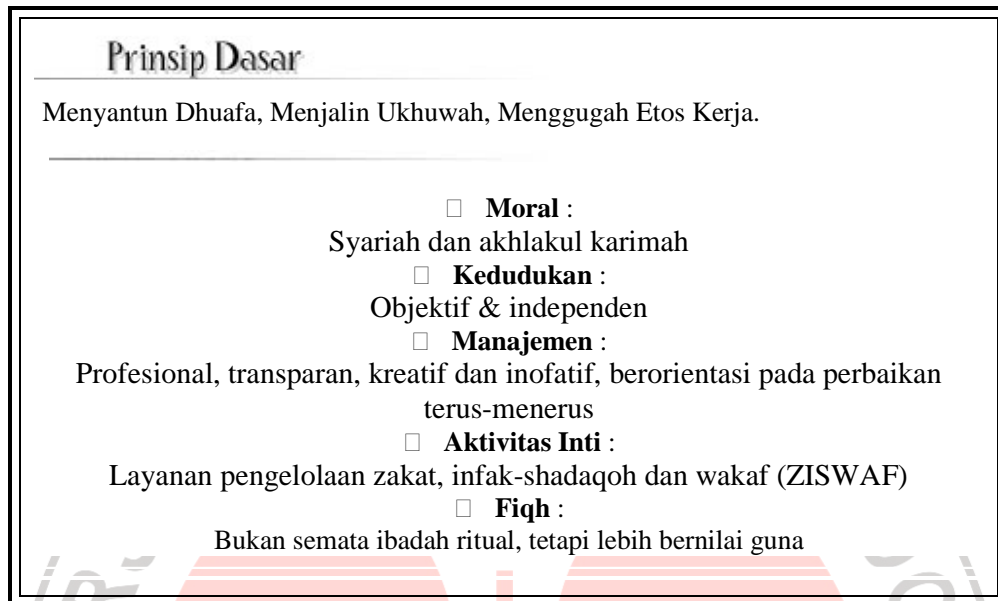 Prinsip Dasar
Menyantun Dhuafa, Menjalin Ukhuwah, Menggugah Etos Kerja.
Moral :
Syariah dan akhlakul karimah
Kedudukan :
Objektif & independen
Manajemen :
Profesional, transparan, kreatif dan inofatif, berorientasi pada perbaikan
terus-menerus
Aktivitas Inti :
Layanan pengelolaan zakat, infak-shadaqoh dan wakaf (ZISWAF)
Fiqh :
Bukan semata ibadah ritual, tetapi lebih bernilai guna